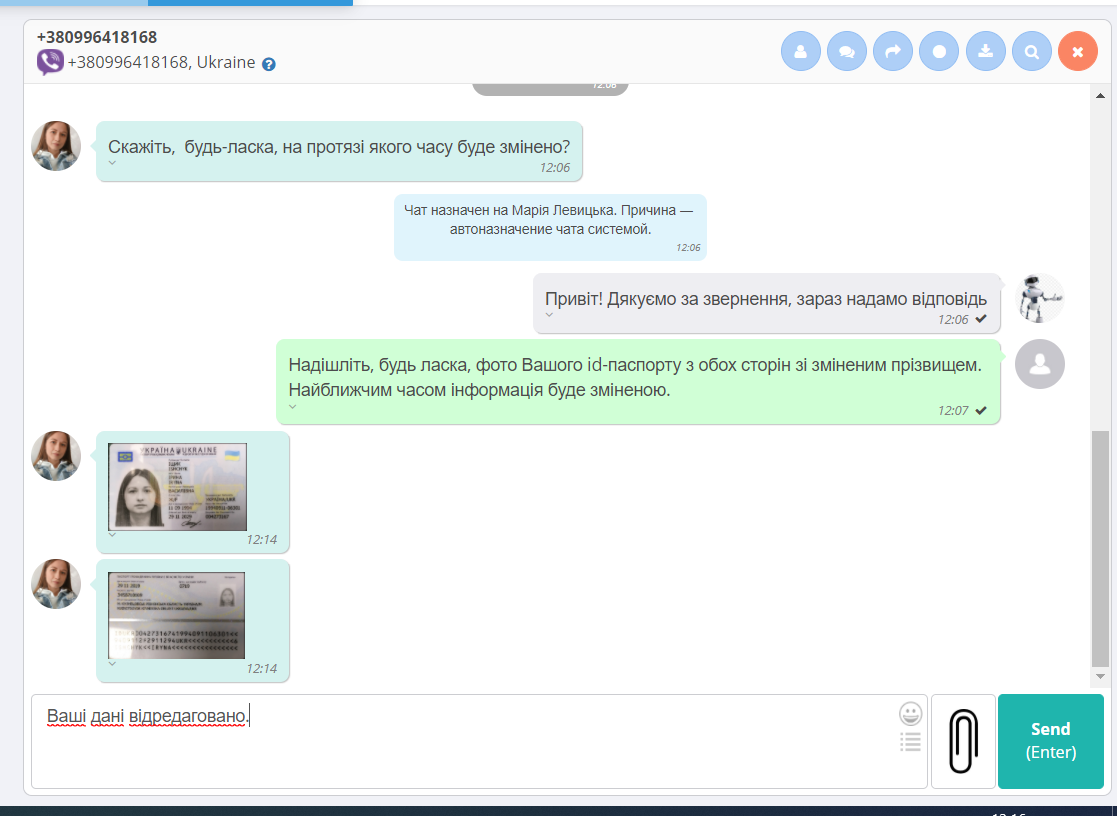 +380996418168
+380996418168, Ukraine ?
12:06
Скажіть, будь-ласка, на протязі якого часу буде змінено?
12:06
Чат назначен на Марія Левицька. Причина —
автоназначение чата системой.
12:06
Привіт! Дякуємо за звернення, зараз надамо відповідь
12:06
Надішліть, будь ласка, фото Вашого id-паспорту з обох сторін зі зміненим прізвищем.
Найближчим часом інформація буде зміненою.
12:07
УКРАЇНА UKRAINE
12:14
12:14
Ваші дані відредаговано.
Send
(Enter)